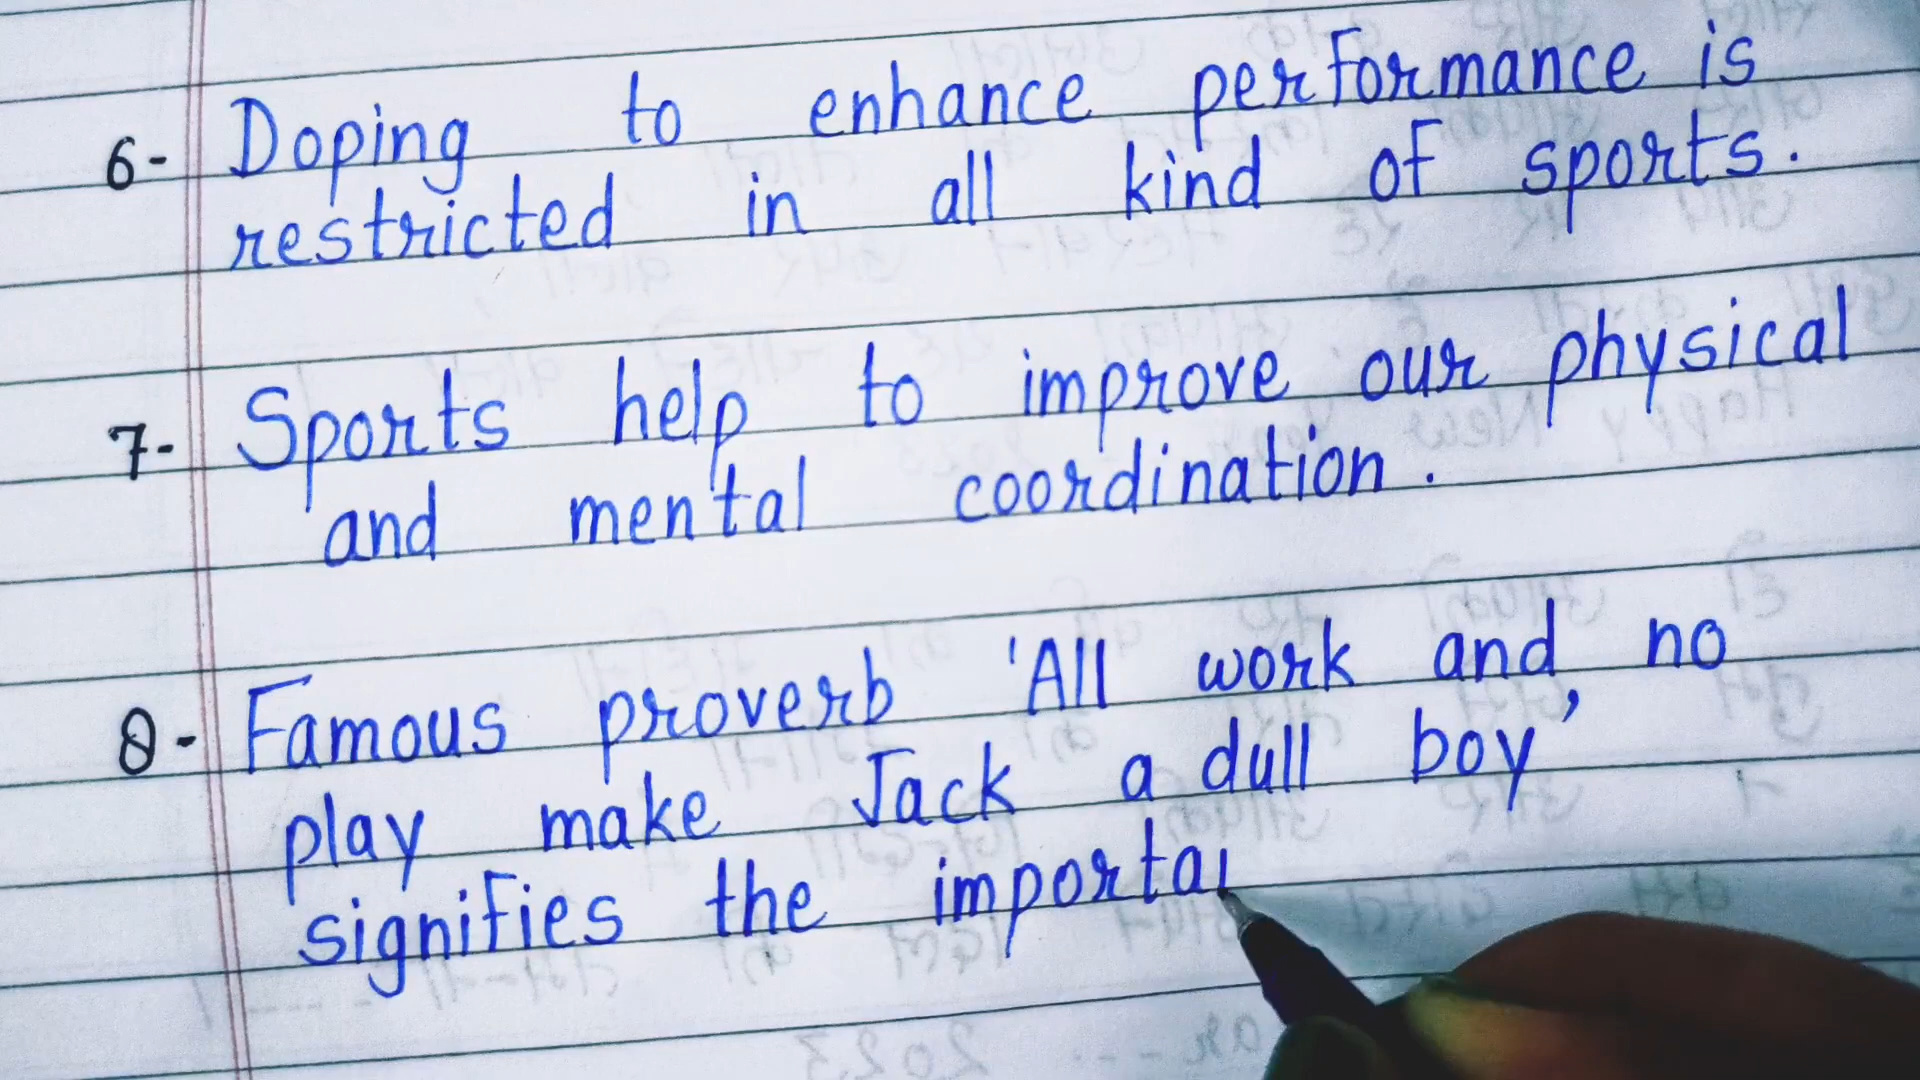 6- Doping to enhance performance is
restricted in all kind of sports.
7- Sports help to improve our physical
and mental coordination.
8- Famous proverb 'All work and no
play make Jack a dull boy'
signifies the importa